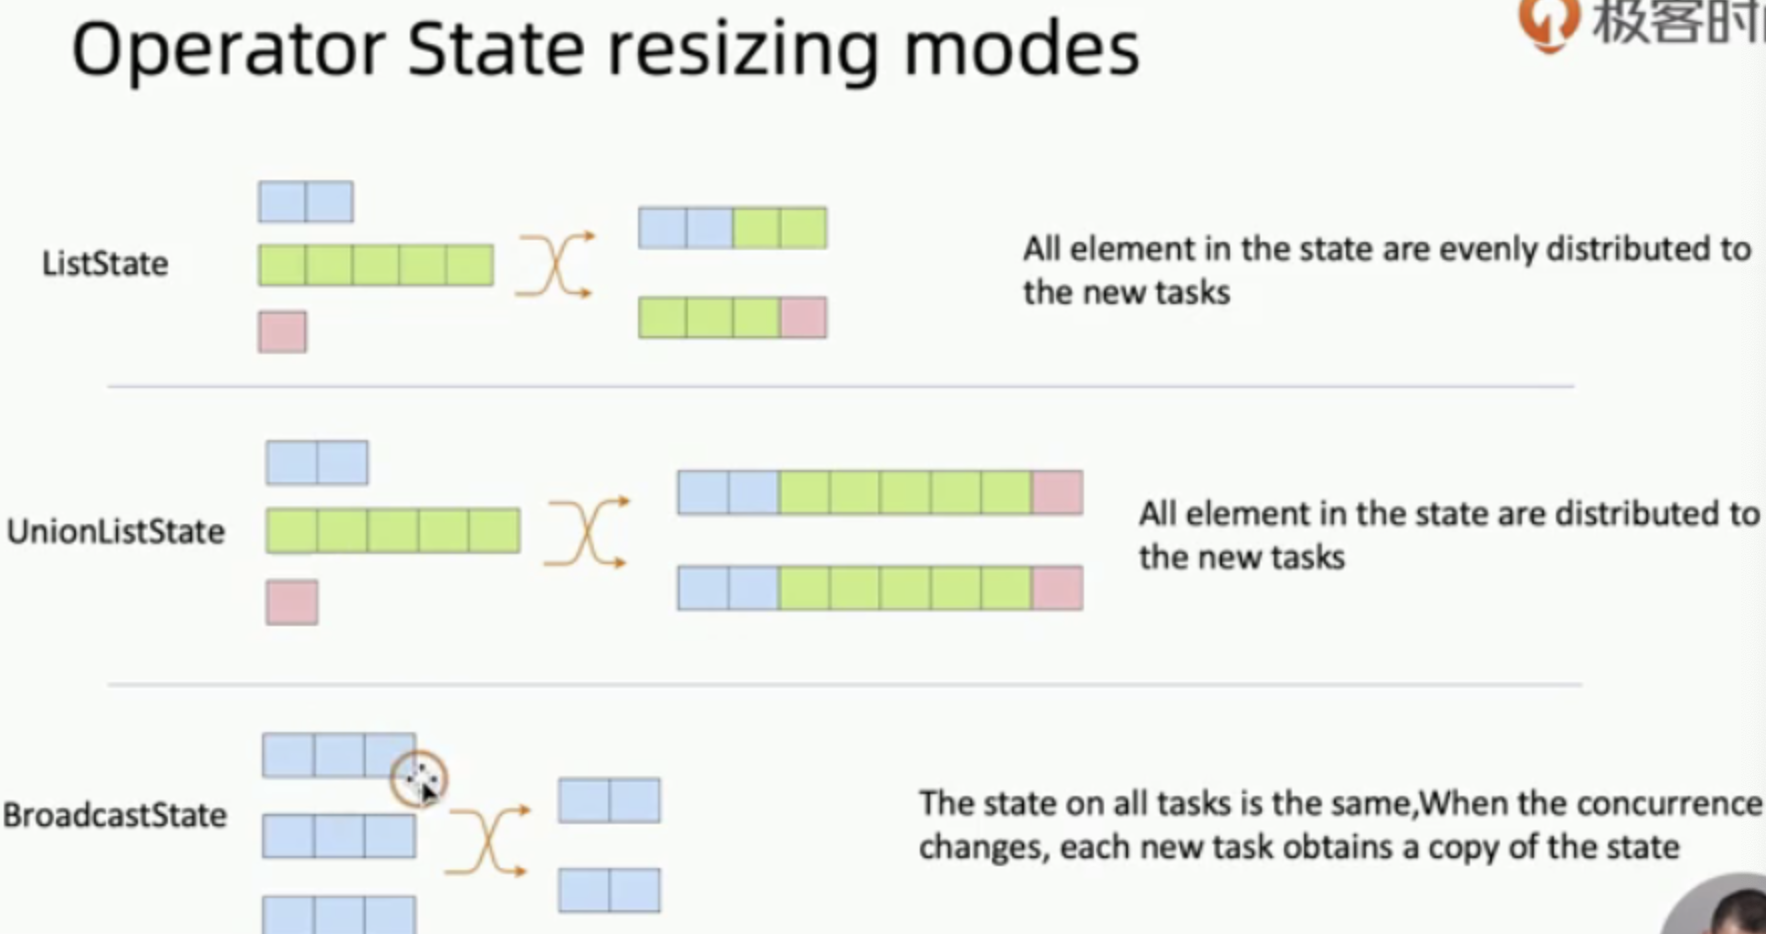 Operator State resizing modes
极客时
ListState
All element in the state are evenly distributed to
the new tasks
UnionListState
All element in the state are distributed to
the new tasks
BroadcastState
The state on all tasks is the same,When the concurrence
changes, each new task obtains a copy of the state